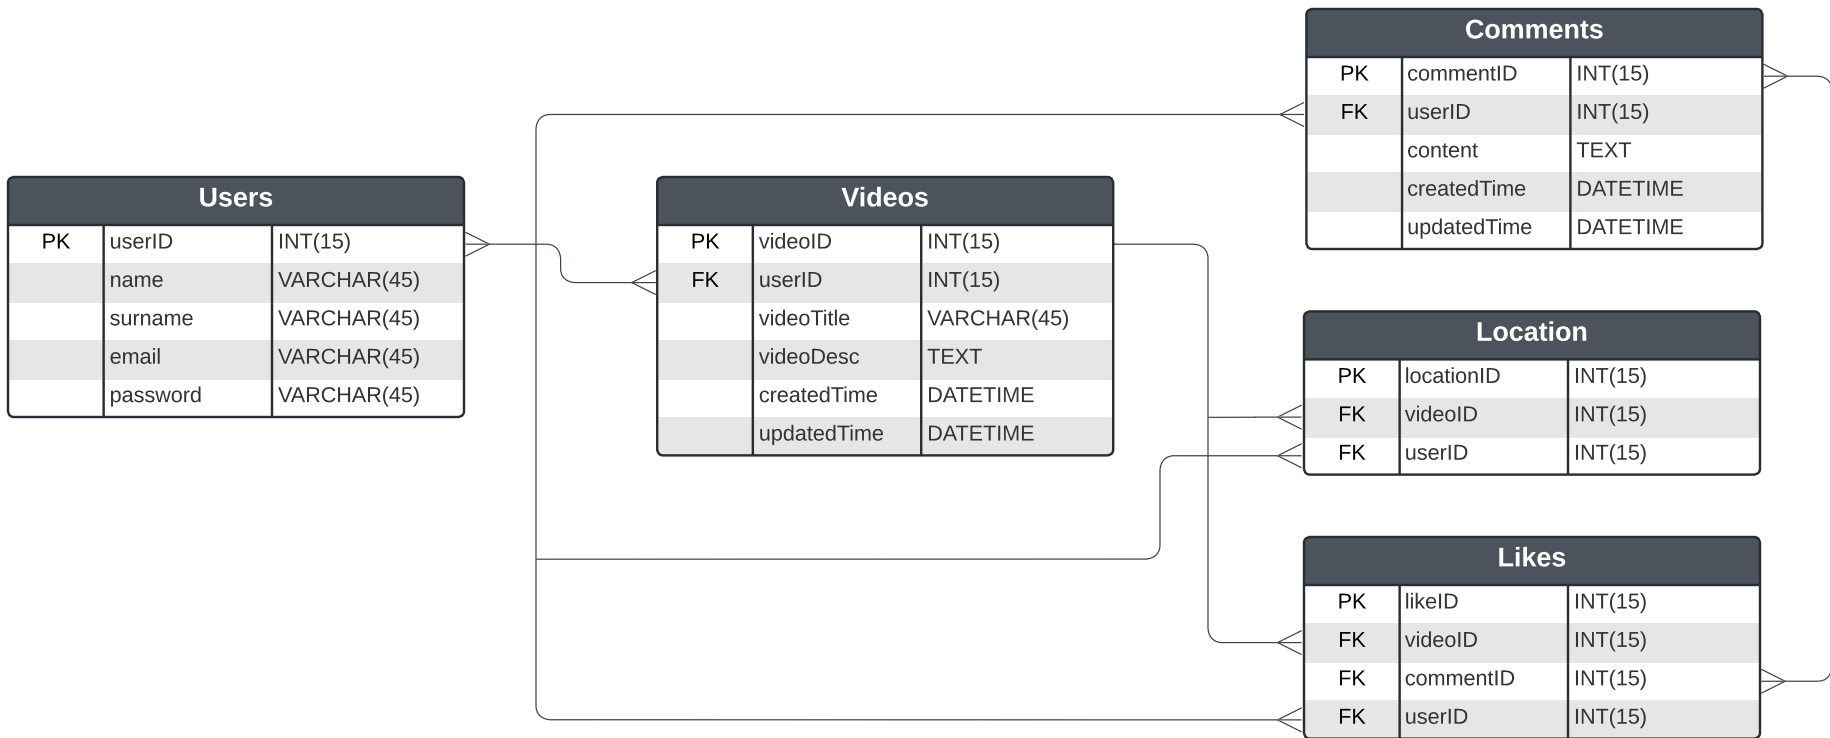 Users
PK userID INT(15)
name VARCHAR(45)
surname VARCHAR(45)
email VARCHAR(45)
password VARCHAR(45)
Videos
PK videoID INT(15)
FK userID INT(15)
videoTitle VARCHAR(45)
videoDesc TEXT
createdTime DATETIME
updatedTime DATETIME
Comments
PK commentID INT(15)
FK userID INT(15)
content TEXT
createdTime DATETIME
updatedTime DATETIME
Location
PK locationID INT(15)
FK videoID INT(15)
FK userID INT(15)
Likes
PK likeID INT(15)
FK videoID INT(15)
FK commentID INT(15)
FK userID INT(15)